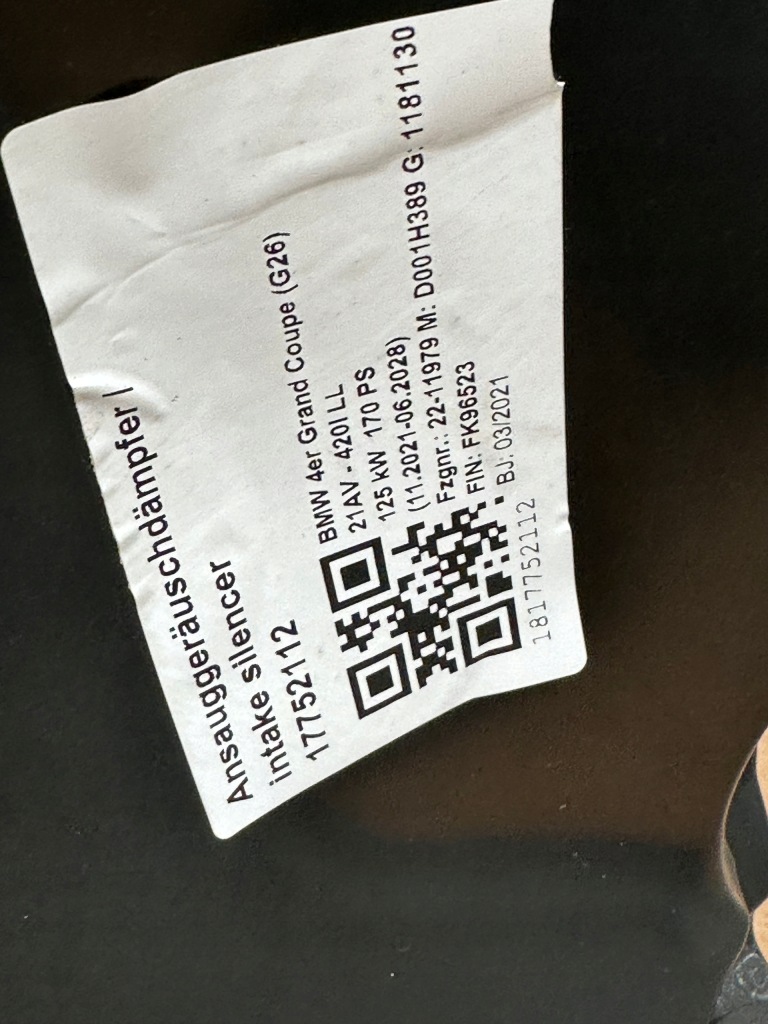 Ansauggeräuschdämpfer /
intake silencer
17752112
BMW 4er Grand Coupe (G26)
21AV - 420I LL
125 kW 170 PS
(11.2021-06.2028)
Fzgnr.: 22-11979 M: D001H389 G: 1181130
FIN: FK96523
BJ: 03/2021
1817752112